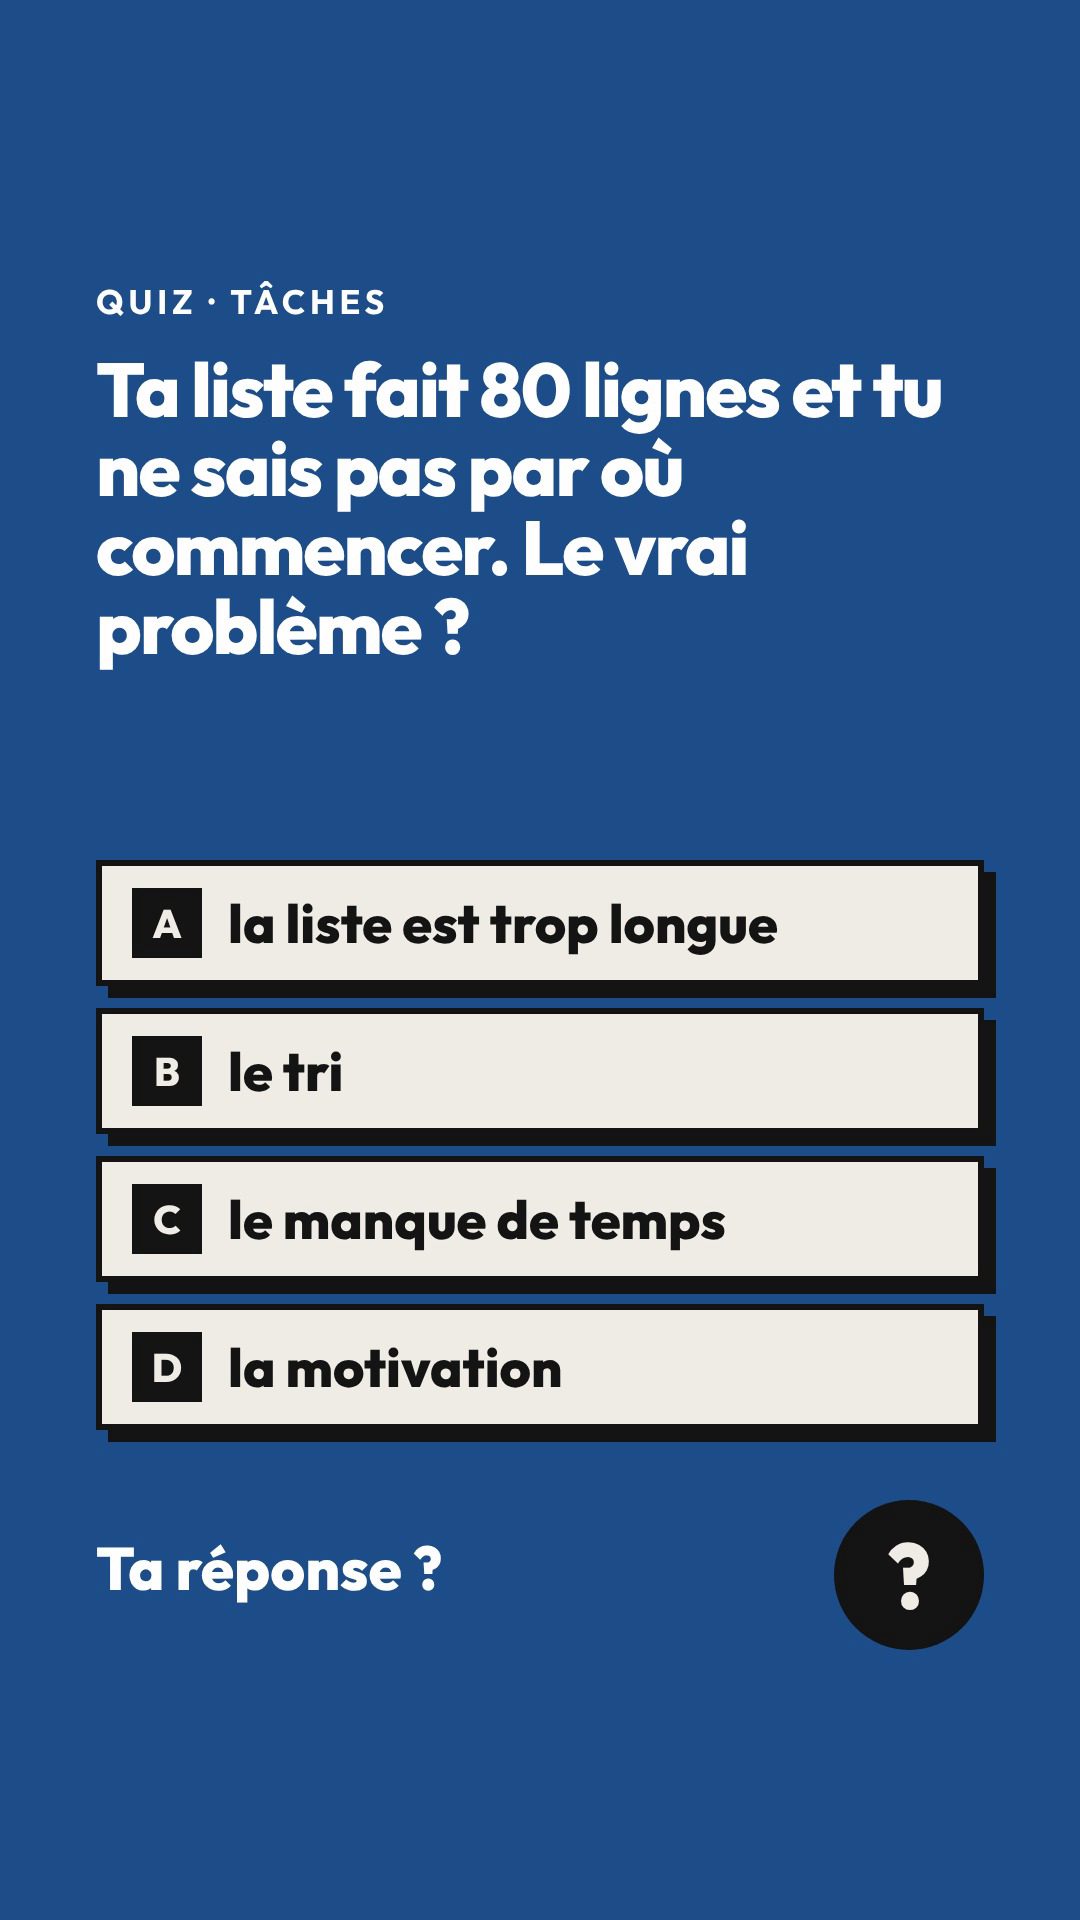 QUIZ · TÂCHES
Ta liste fait 80 lignes et tu
ne sais pas par où
commencer. Le vrai
problème ?
A la liste est trop longue
B le tri
C le manque de temps
D la motivation
Ta réponse ?
?